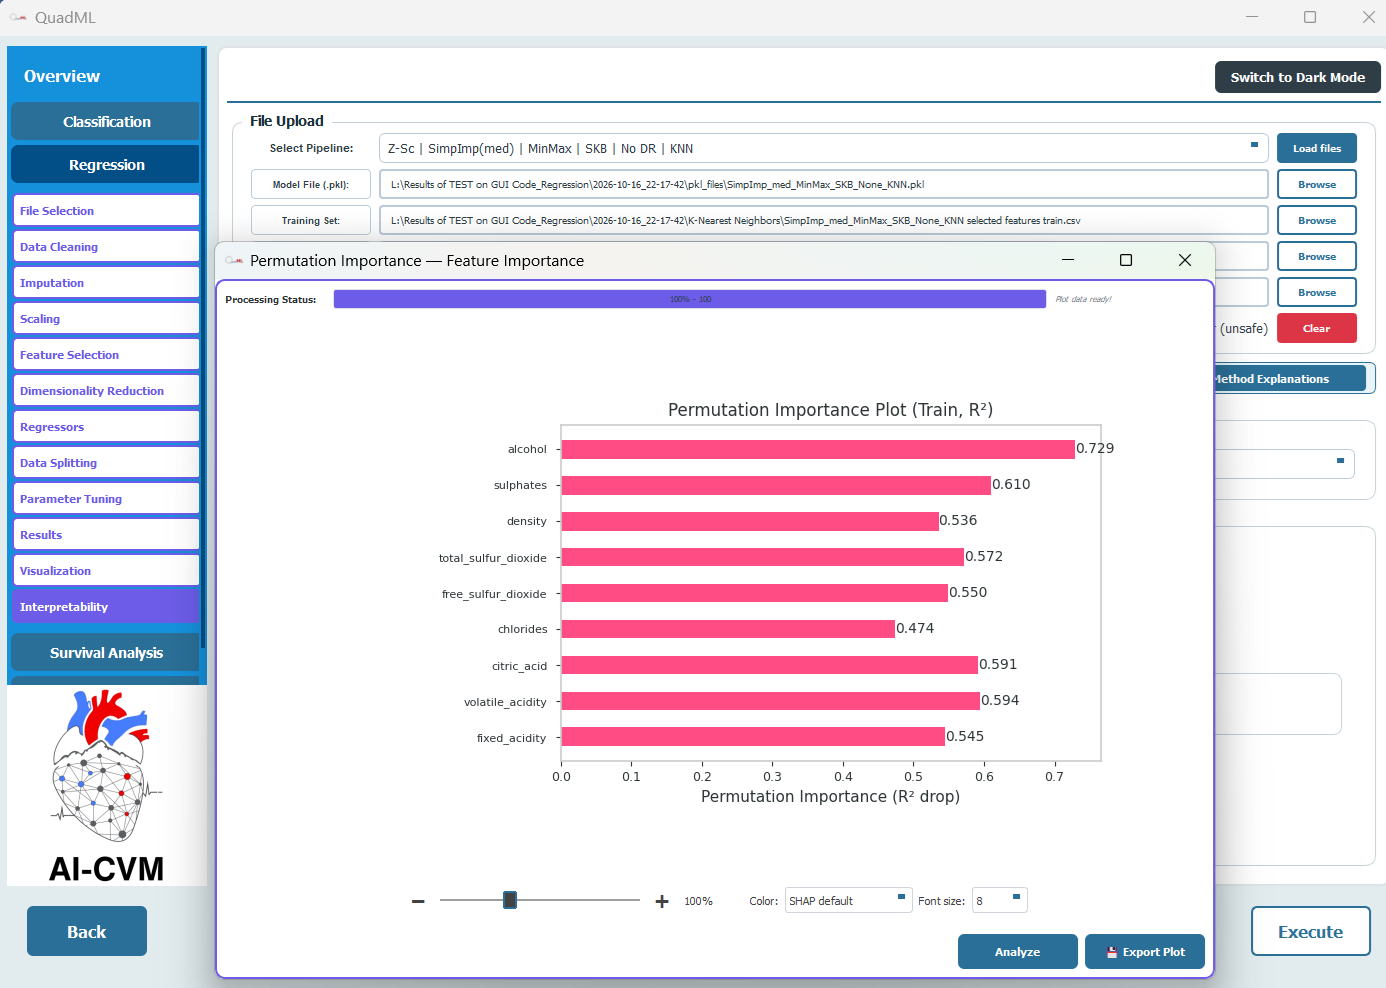 QuadML
Overview
Classification
Regression
File Selection
Data Cleaning
Imputation
Scaling
Feature Selection
Dimensionality Reduction
Regressors
Data Splitting
Parameter Tuning
Results
Visualization
Interpretability
Survival Analysis
AI-CVM
Back
Switch to Dark Mode
File Upload
Select Pipeline: Z-Sc | SimpImp(med) | MinMax | SKB | No DR | KNN Load files
Model File (.pkl): L:\Results of TEST on GUI Code_Regression\2026-10-16_22-17-42\pkl_files\SimpImp_med_MinMax_SKB_None_KNN.pkl Browse
Training Set: L:\Results of TEST on GUI Code_Regression\2026-10-16_22-17-42\K-Nearest Neighbors\SimpImp_med_MinMax_SKB_None_KNN selected features train.csv Browse
Browse
Browse
(unsafe) Clear
Method Explanations
Permutation Importance — Feature Importance
Processing Status: 100% - 100 Plot data ready!
Permutation Importance Plot (Train, R²)
alcohol 0.729
sulphates 0.610
density 0.536
total_sulfur_dioxide 0.572
free_sulfur_dioxide 0.550
chlorides 0.474
citric_acid 0.591
volatile_acidity 0.594
fixed_acidity 0.545
0.0 0.1 0.2 0.3 0.4 0.5 0.6 0.7
Permutation Importance (R² drop)
− + 100% Color: SHAP default Font size: 8
Analyze Export Plot
Execute